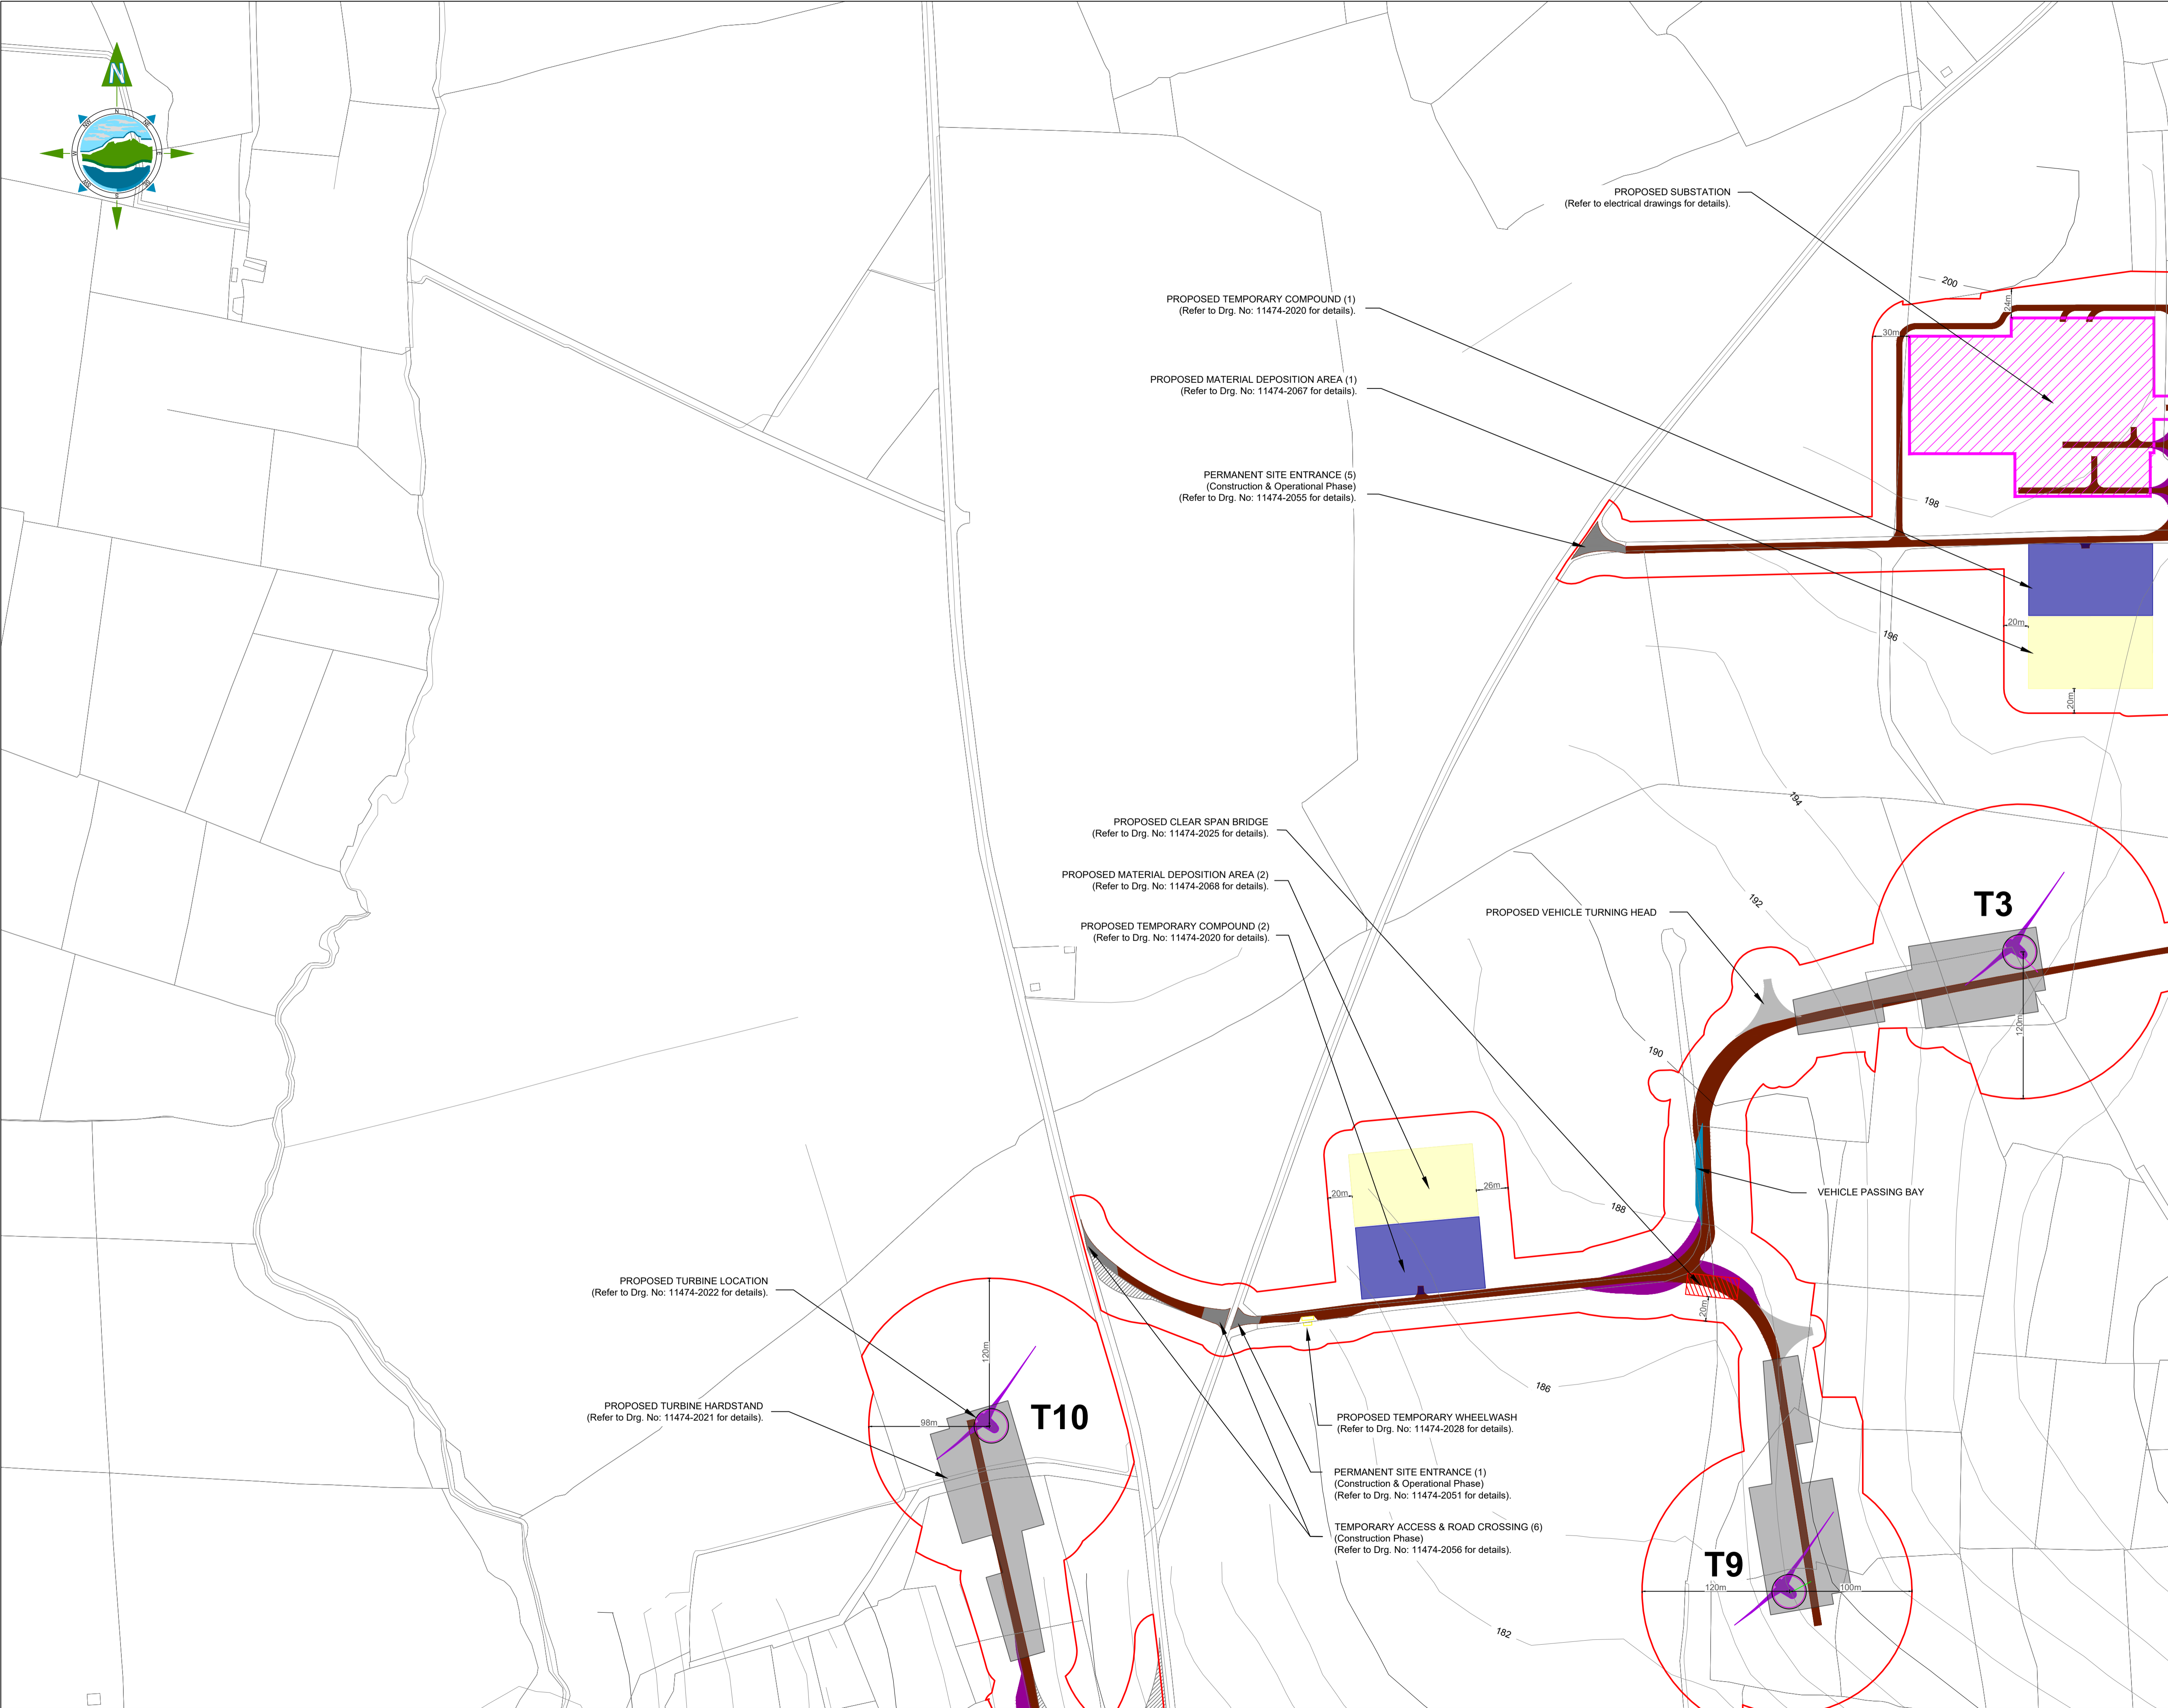 N
N
NE
E
SE
S
SW
W
NW
PROPOSED SUBSTATION
(Refer to electrical drawings for details).
200
24m
30m
PROPOSED TEMPORARY COMPOUND (1)
(Refer to Drg. No: 11474-2020 for details).
PROPOSED MATERIAL DEPOSITION AREA (1)
(Refer to Drg. No: 11474-2067 for details).
PERMANENT SITE ENTRANCE (5)
(Construction & Operational Phase)
(Refer to Drg. No: 11474-2055 for details).
198
196
20m
20m
194
PROPOSED CLEAR SPAN BRIDGE
(Refer to Drg. No: 11474-2025 for details).
PROPOSED MATERIAL DEPOSITION AREA (2)
(Refer to Drg. No: 11474-2068 for details).
PROPOSED TEMPORARY COMPOUND (2)
(Refer to Drg. No: 11474-2020 for details).
192
PROPOSED VEHICLE TURNING HEAD
T3
120m
190
20m
26m
VEHICLE PASSING BAY
188
PROPOSED TURBINE LOCATION
(Refer to Drg. No: 11474-2022 for details).
20m
120m
186
PROPOSED TURBINE HARDSTAND
(Refer to Drg. No: 11474-2021 for details).
98m
T10
PROPOSED TEMPORARY WHEELWASH
(Refer to Drg. No: 11474-2028 for details).
PERMANENT SITE ENTRANCE (1)
(Construction & Operational Phase)
(Refer to Drg. No: 11474-2051 for details).
TEMPORARY ACCESS & ROAD CROSSING (6)
(Construction Phase)
(Refer to Drg. No: 11474-2056 for details).
T9
120m
100m
182